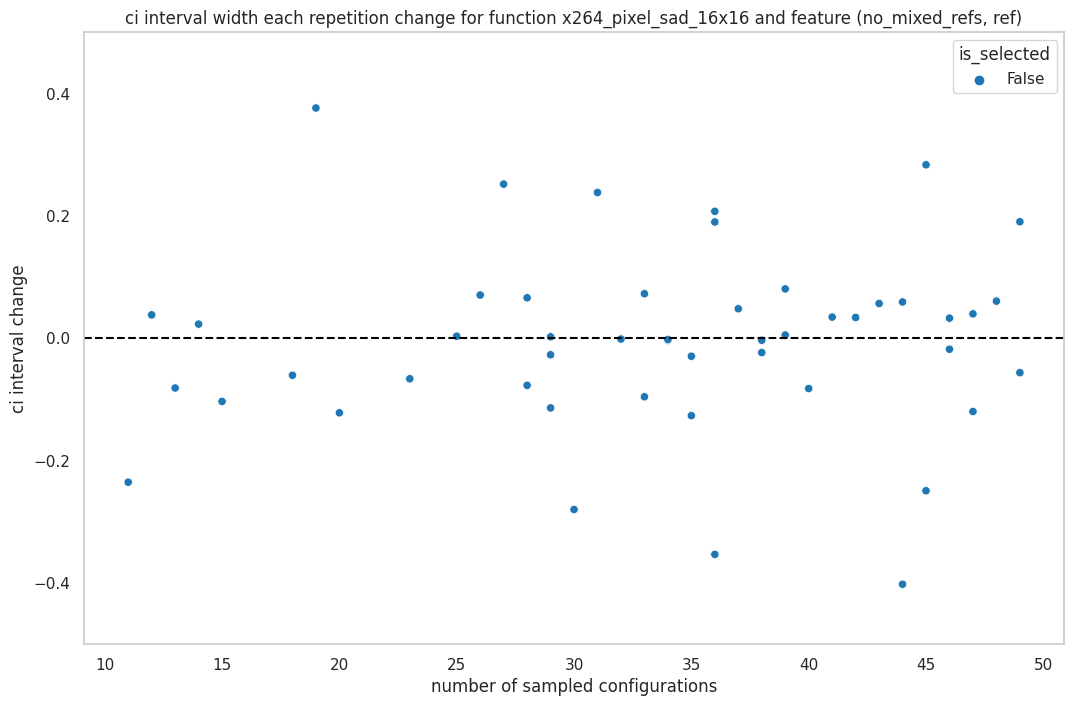 ci interval width each repetition change for function x264_pixel_sad_16x16 and feature (no_mixed_refs, ref)
is_selected
False
ci interval change
0.4
0.2
0.0
−0.2
−0.4
10 15 20 25 30 35 40 45 50
number of sampled configurations